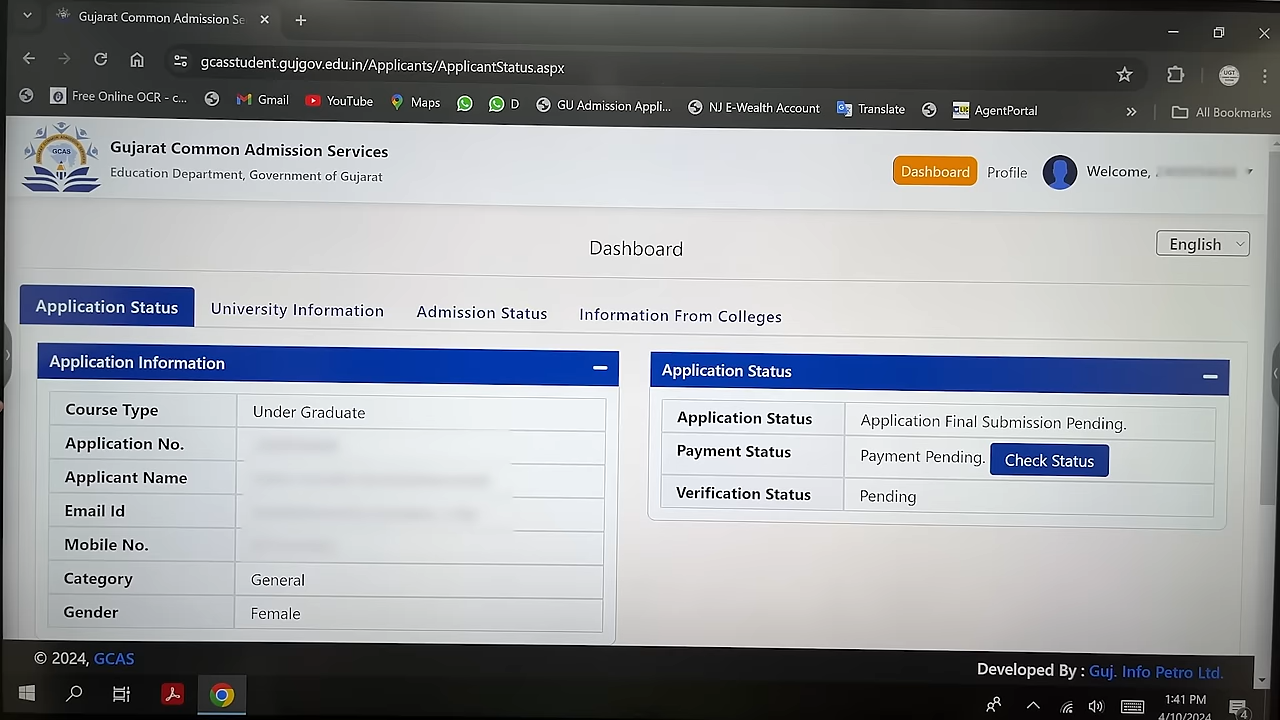 Gujarat Common Admission Se
gcasstudent.gujgov.edu.in/Applicants/ApplicantStatus.aspx
Free Online OCR - c... Gmail YouTube Maps D GU Admission Appli... NJ E-Wealth Account Translate AgentPortal » All Bookmarks
GCAS
Gujarat Common Admission Services
Education Department, Government of Gujarat
Dashboard Profile Welcome,
Dashboard
English
Application Status University Information Admission Status Information From Colleges
Application Information
Course Type Under Graduate
Application No.
Applicant Name
Email Id
Mobile No.
Category General
Gender Female
Application Status
Application Status Application Final Submission Pending.
Payment Status Payment Pending. Check Status
Verification Status Pending
© 2024, GCAS
Developed By : Guj. Info Petro Ltd.
1:41 PM
4/10/2024
4